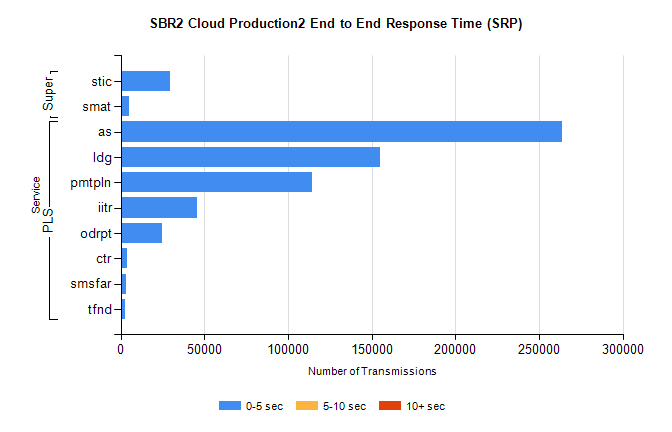 SBR2 Cloud Production2 End to End Response Time (SRP)
Super
stic
smat
Service
PLS
as
ldg
pmtpln
iitr
odrpt
ctr
smsfar
tfnd
0 50000 100000 150000 200000 250000 300000
Number of Transmissions
0-5 sec 5-10 sec 10+ sec